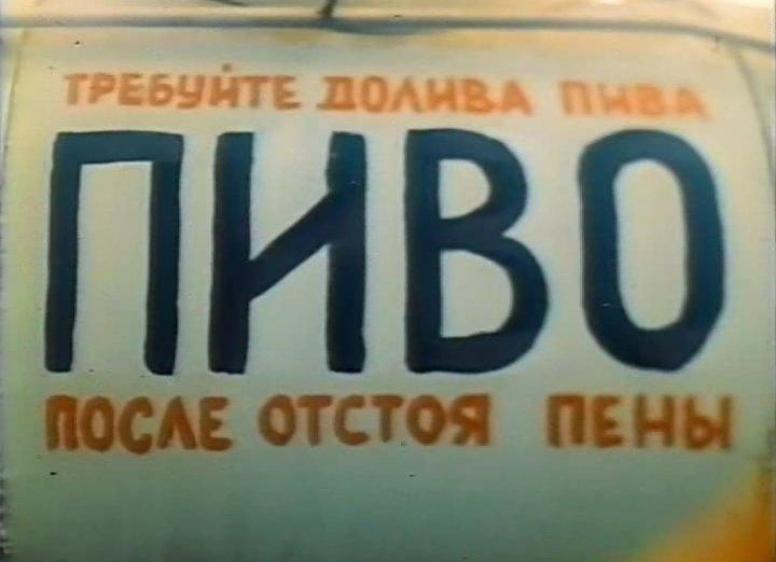 ТРЕБУЙТЕ ДОЛИВА ПИВА
ПИВО
ПОСЛЕ ОТСТОЯ ПЕНЫ